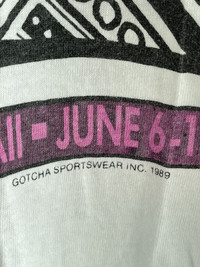 AII ▪ JUNE 6-1
GOTCHA SPORTSWEAR INC. 1989